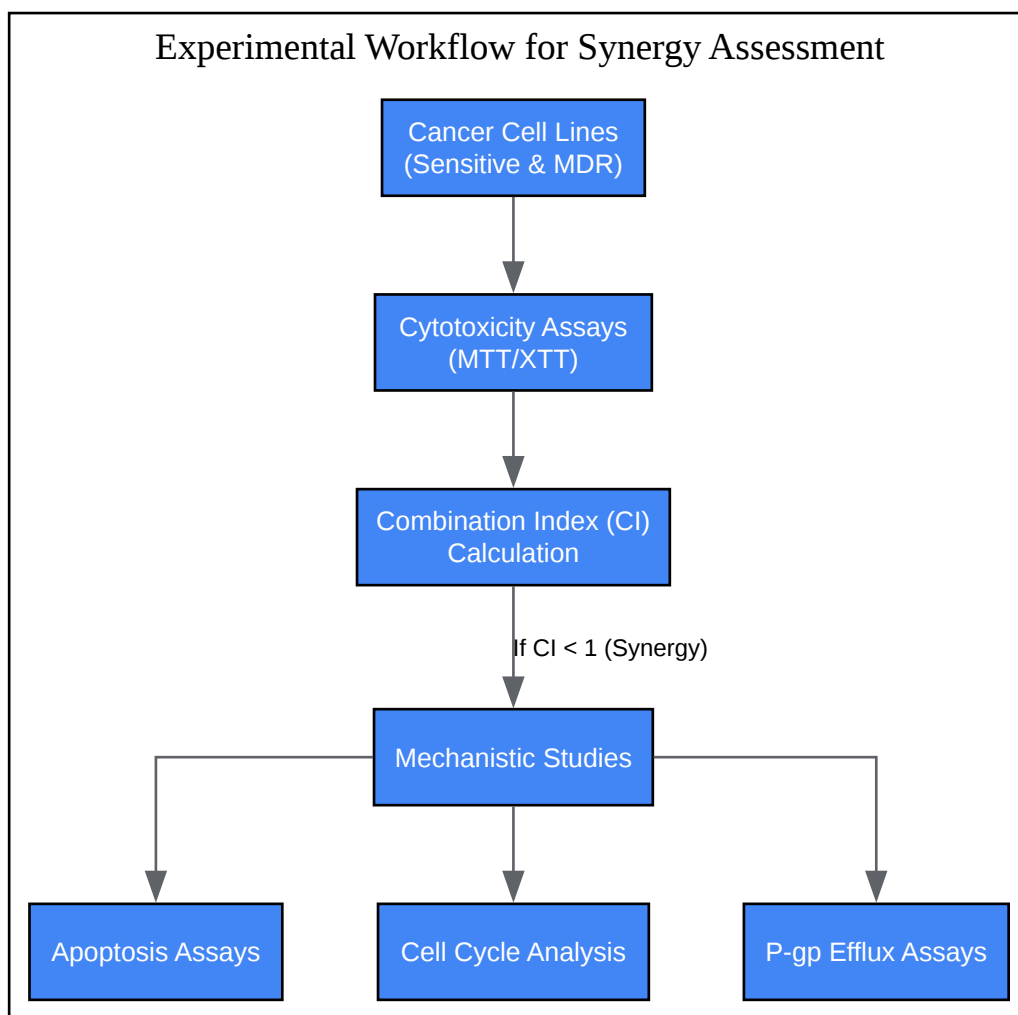 Experimental Workflow for Synergy Assessment
Cancer Cell Lines
(Sensitive & MDR)
Cytotoxicity Assays
(MTT/XTT)
Combination Index (CI)
Calculation
If CI < 1 (Synergy)
Mechanistic Studies
Apoptosis Assays
Cell Cycle Analysis
P-gp Efflux Assays